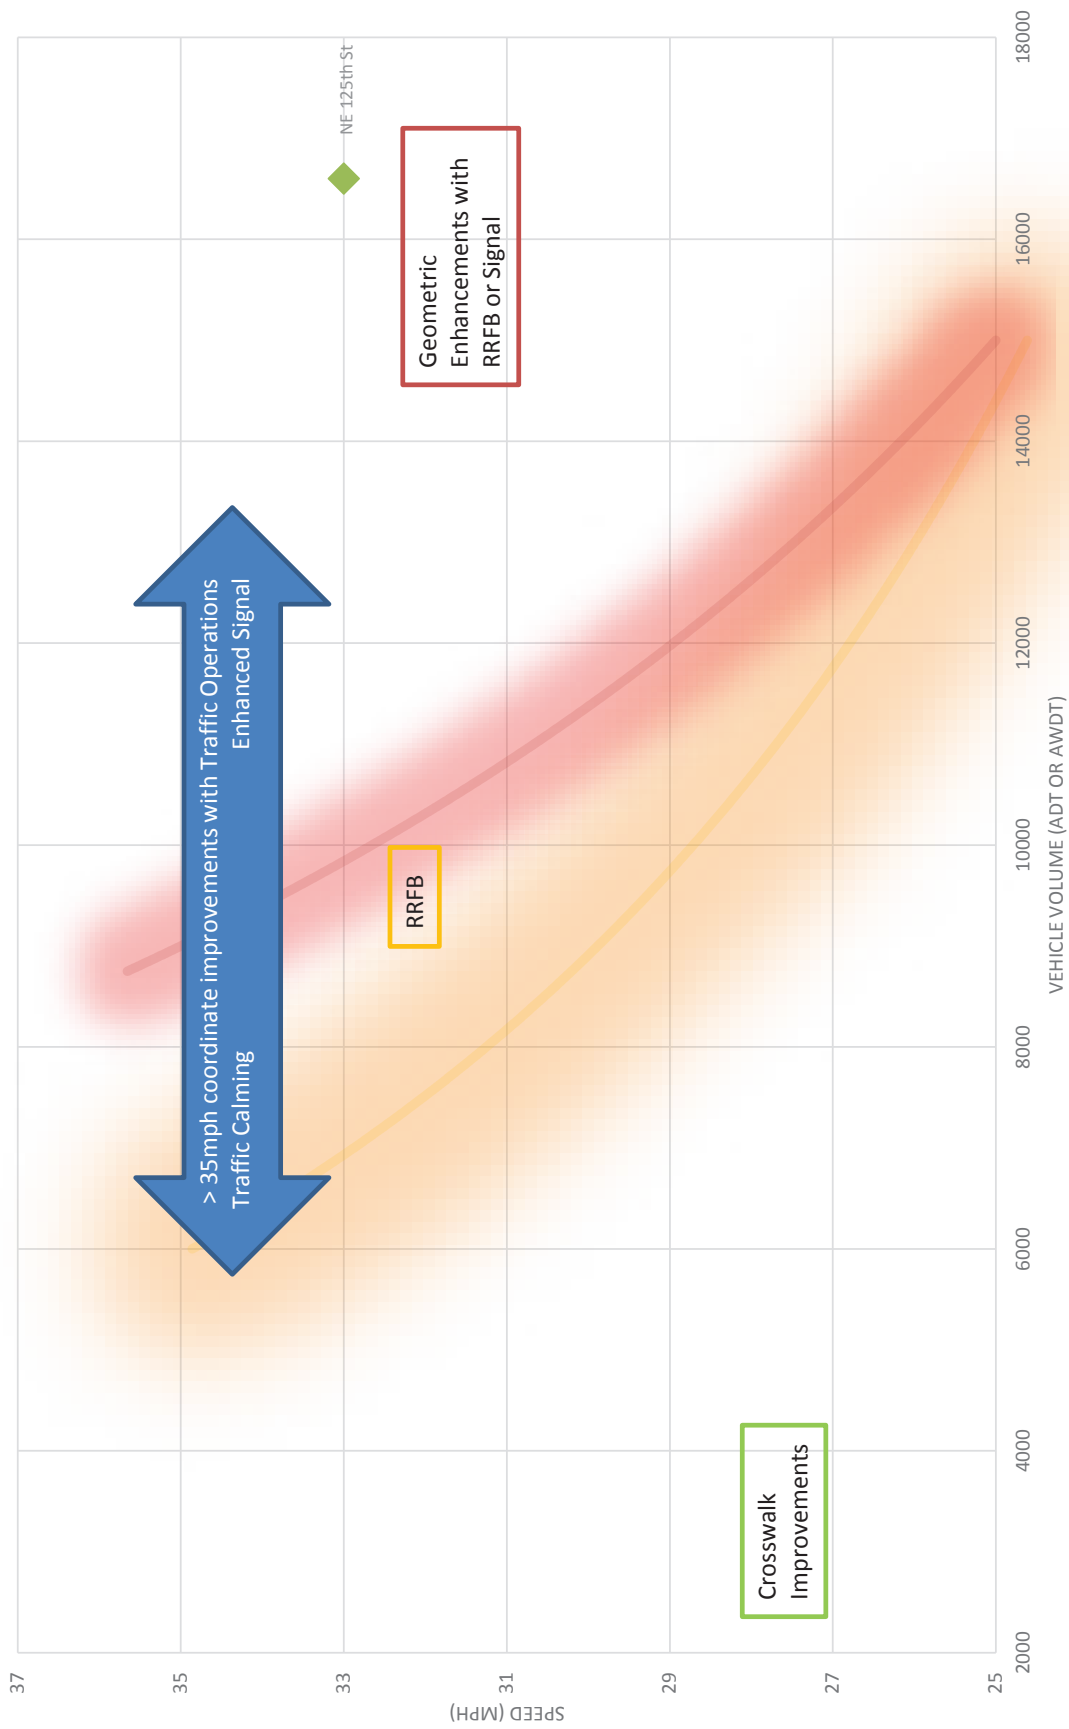 37
35
33
31
29
27
25
SPEED (MPH)
> 35mph coordinate improvements with Traffic Operations
Traffic Calming
Enhanced Signal
NE 125th St
Geometric
Enhancements with
RRFB or Signal
RRFB
Crosswalk
Improvements
2000
4000
6000
8000
10000
12000
14000
16000
18000
VEHICLE VOLUME (ADT OR AWDT)